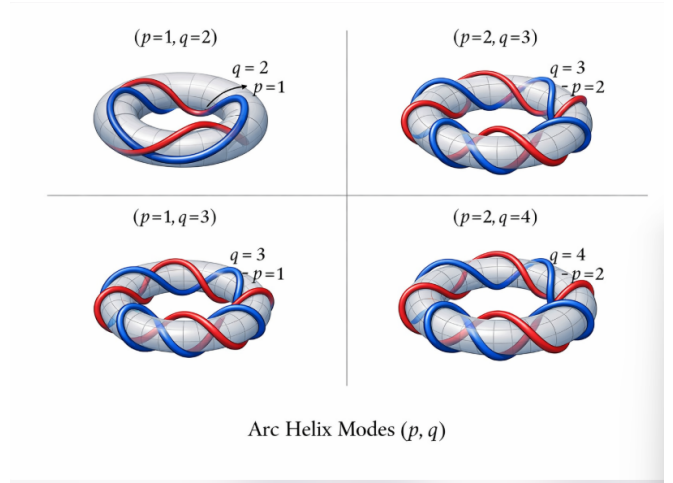 (p=1, q=2)
q = 2
p=1
(p=2, q=3)
q = 3
p=2
(p=1, q=3)
q = 3
p=1
(p=2, q=4)
q = 4
p=2
Arc Helix Modes (p, q)